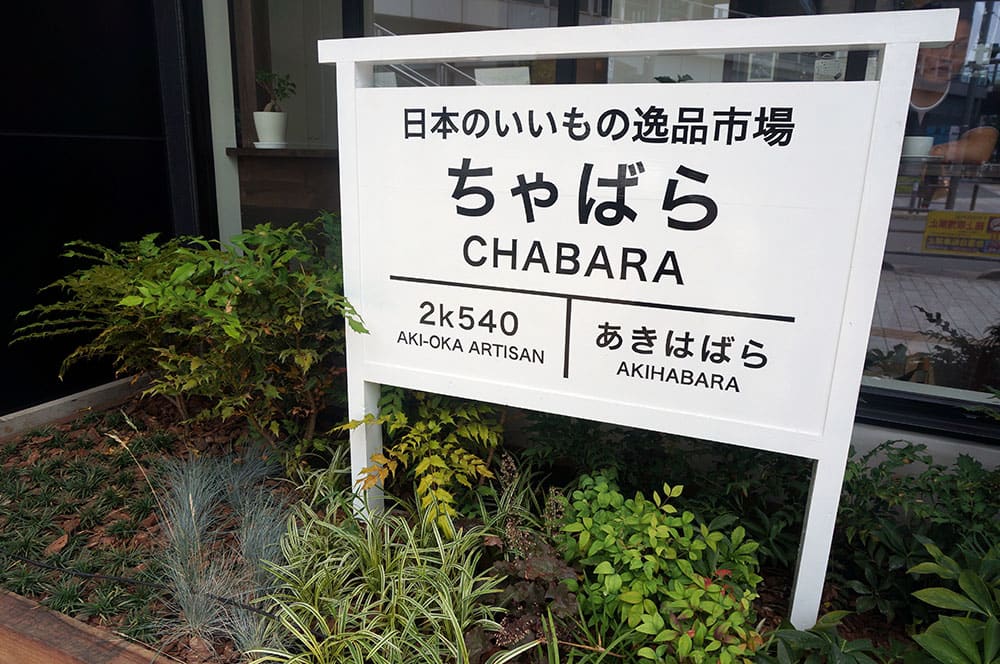 日本のいいもの逸品市場
ちゃばら
CHABARA
2k540
AKI-OKA ARTISAN
あきはばら
AKIHABARA